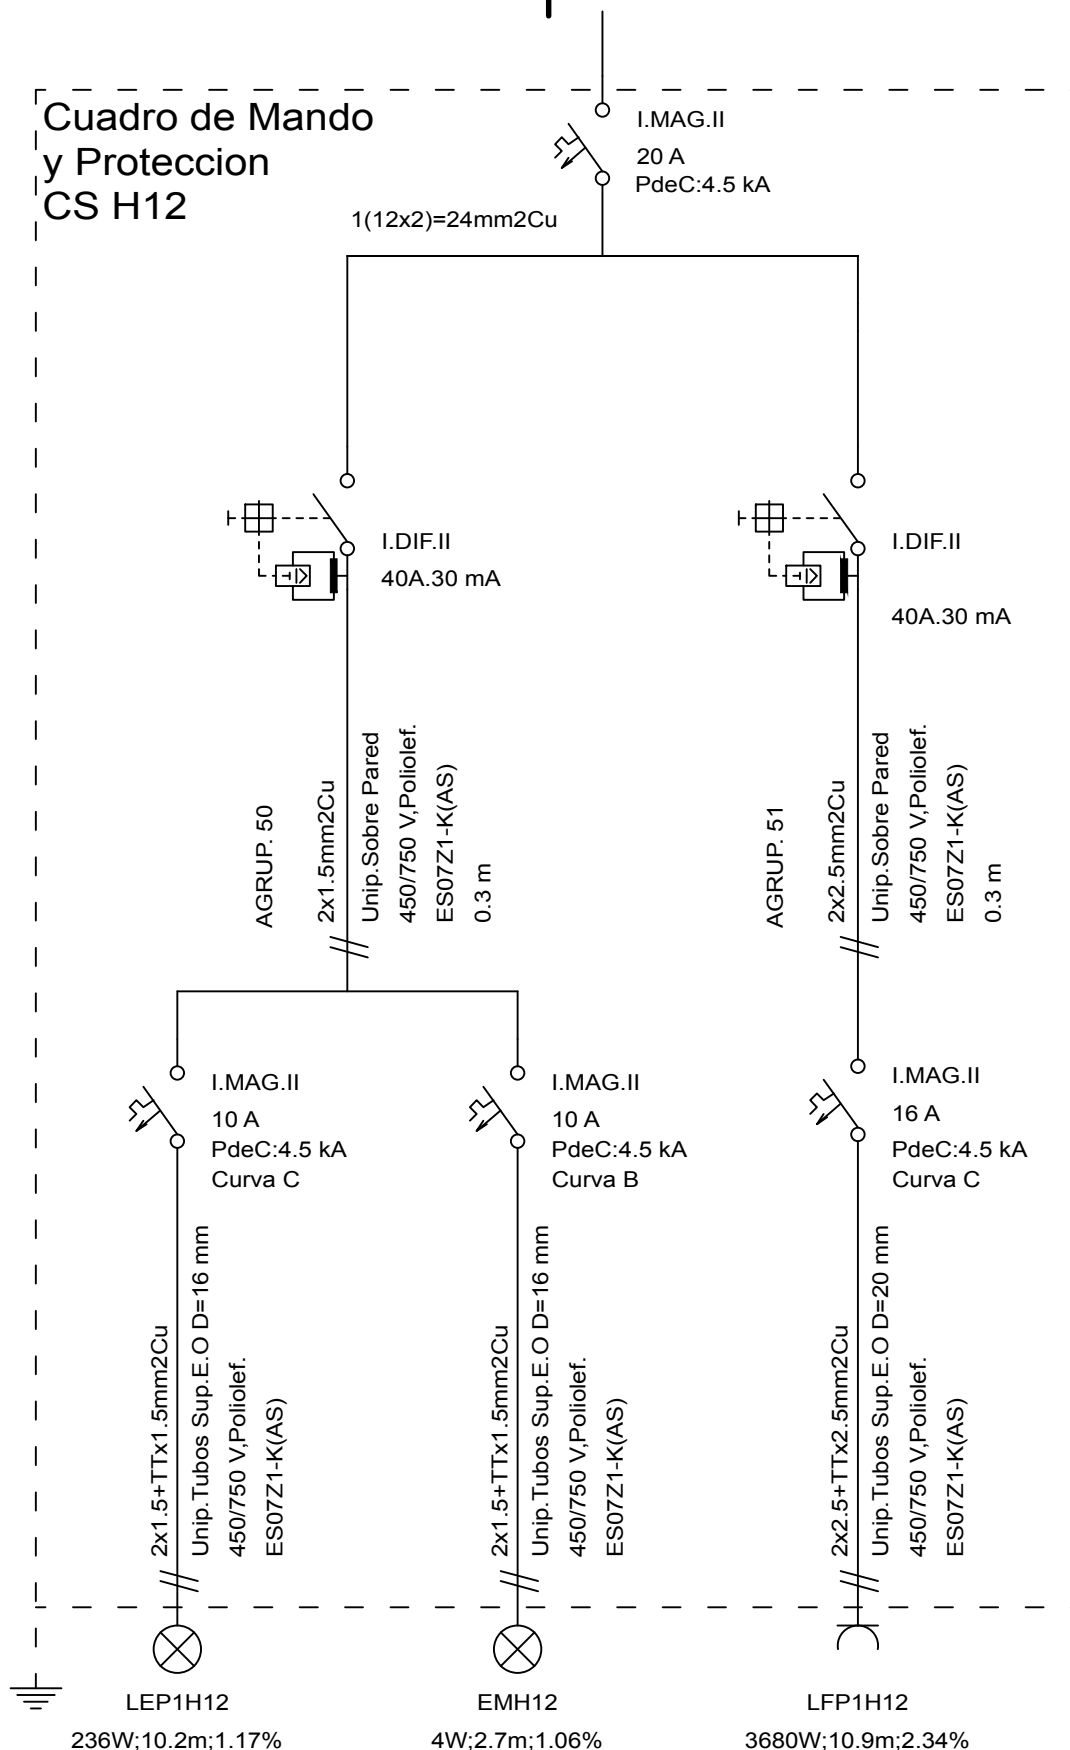 Cuadro de Mando
y Proteccion
CS H12
I.MAG.II
20 A
PdeC:4.5 kA
1(12x2)=24mm2Cu
I.DIF.II
40A.30 mA
I.DIF.II
40A.30 mA
AGRUP. 50
2x1.5mm2Cu
Unip.Sobre Pared
450/750 V,Poliolef.
ES07Z1-K(AS)
0.3 m
AGRUP. 51
2x2.5mm2Cu
Unip.Sobre Pared
450/750 V,Poliolef.
ES07Z1-K(AS)
0.3 m
I.MAG.II
10 A
PdeC:4.5 kA
Curva C
I.MAG.II
10 A
PdeC:4.5 kA
Curva B
I.MAG.II
16 A
PdeC:4.5 kA
Curva C
2x1.5+TTx1.5mm2Cu
Unip.Tubos Sup.E.O D=16 mm
450/750 V,Poliolef.
ES07Z1-K(AS)
2x1.5+TTx1.5mm2Cu
Unip.Tubos Sup.E.O D=16 mm
450/750 V,Poliolef.
ES07Z1-K(AS)
2x2.5+TTx2.5mm2Cu
Unip.Tubos Sup.E.O D=20 mm
450/750 V,Poliolef.
ES07Z1-K(AS)
LEP1H12
236W;10.2m;1.17%
EMH12
4W;2.7m;1.06%
LFP1H12
3680W;10.9m;2.34%